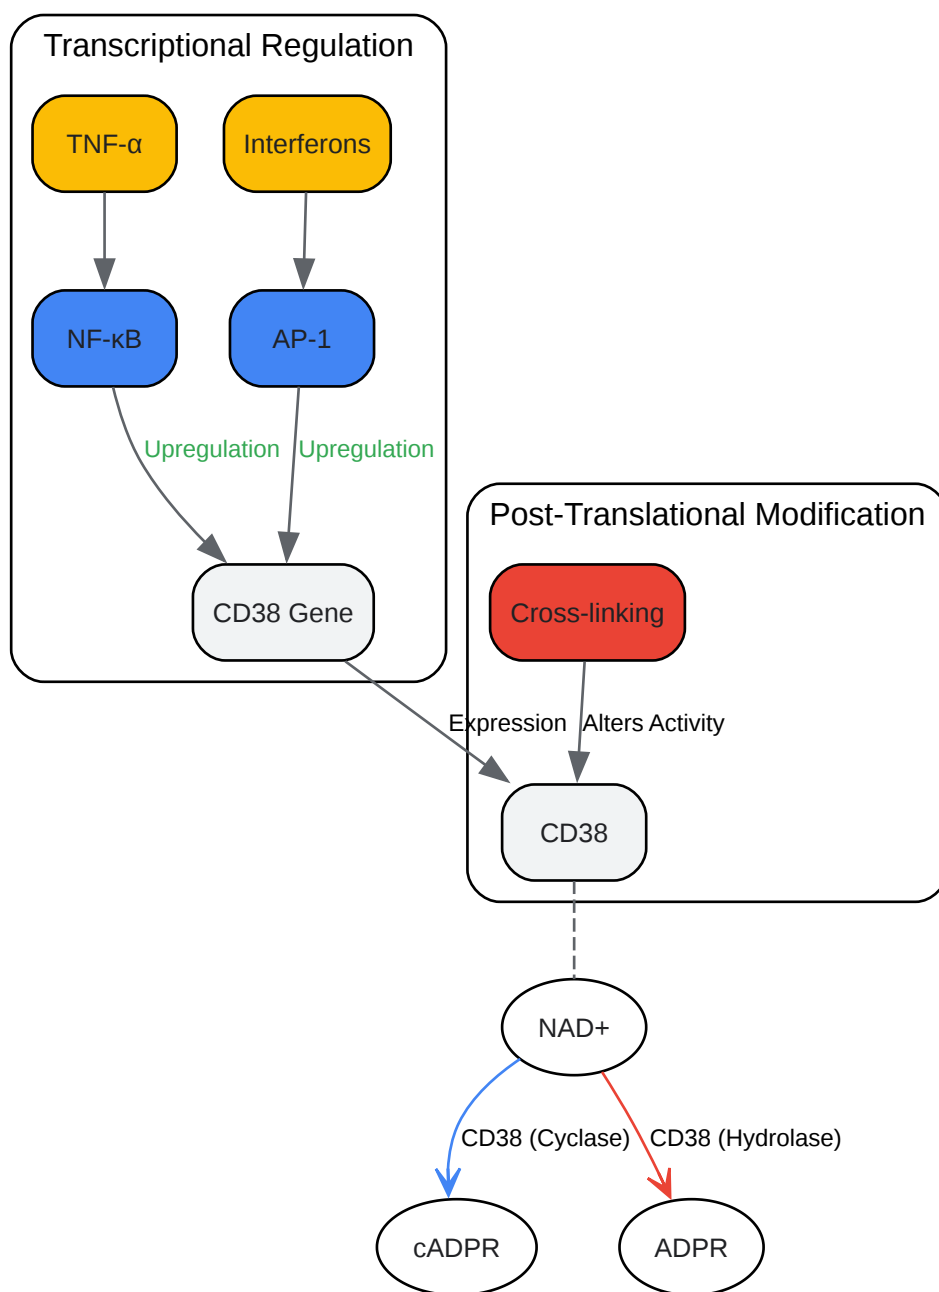 Transcriptional Regulation
TNF-α
Interferons
NF-κB
AP-1
Upregulation
Upregulation
CD38 Gene
Post-Translational Modification
Cross-linking
Expression
Alters Activity
CD38
NAD+
CD38 (Cyclase)
CD38 (Hydrolase)
cADPR
ADPR